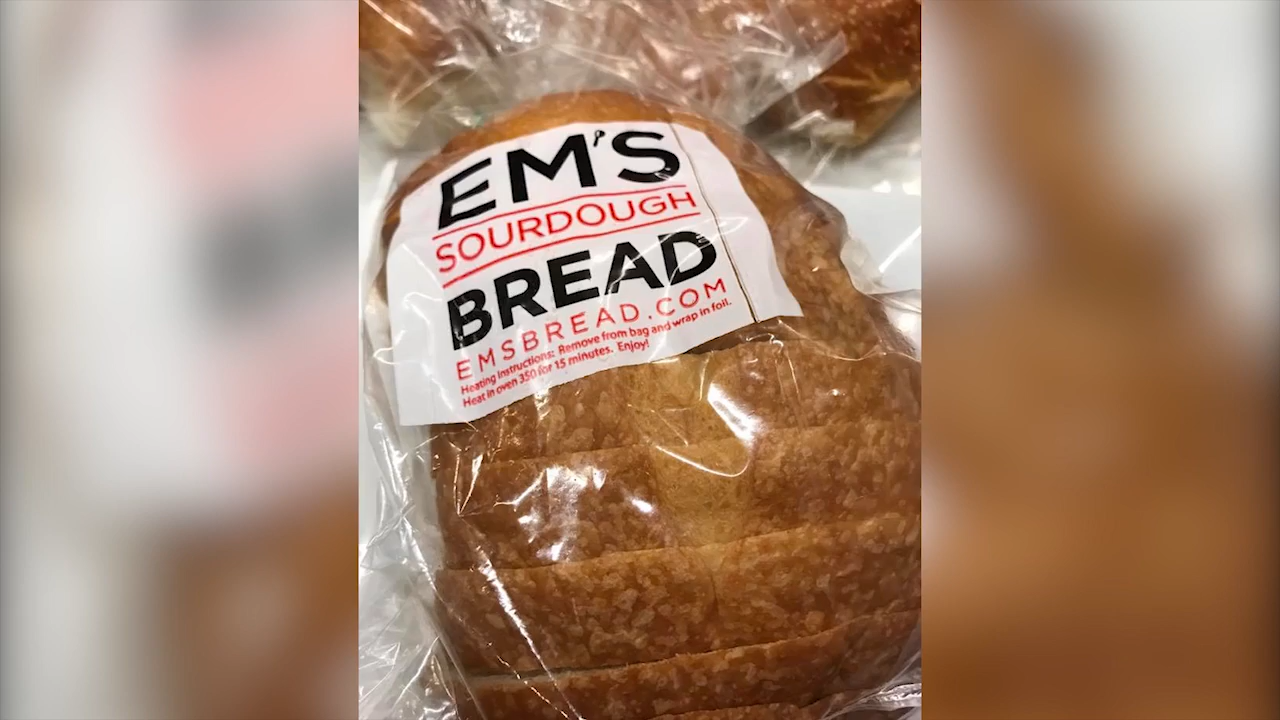 EM'S
SOURDOUGH
BREAD
EMSBREAD.COM
Heating Instructions: Remove from bag and wrap in foil.
Heat in oven 350 for 15 minutes. Enjoy!